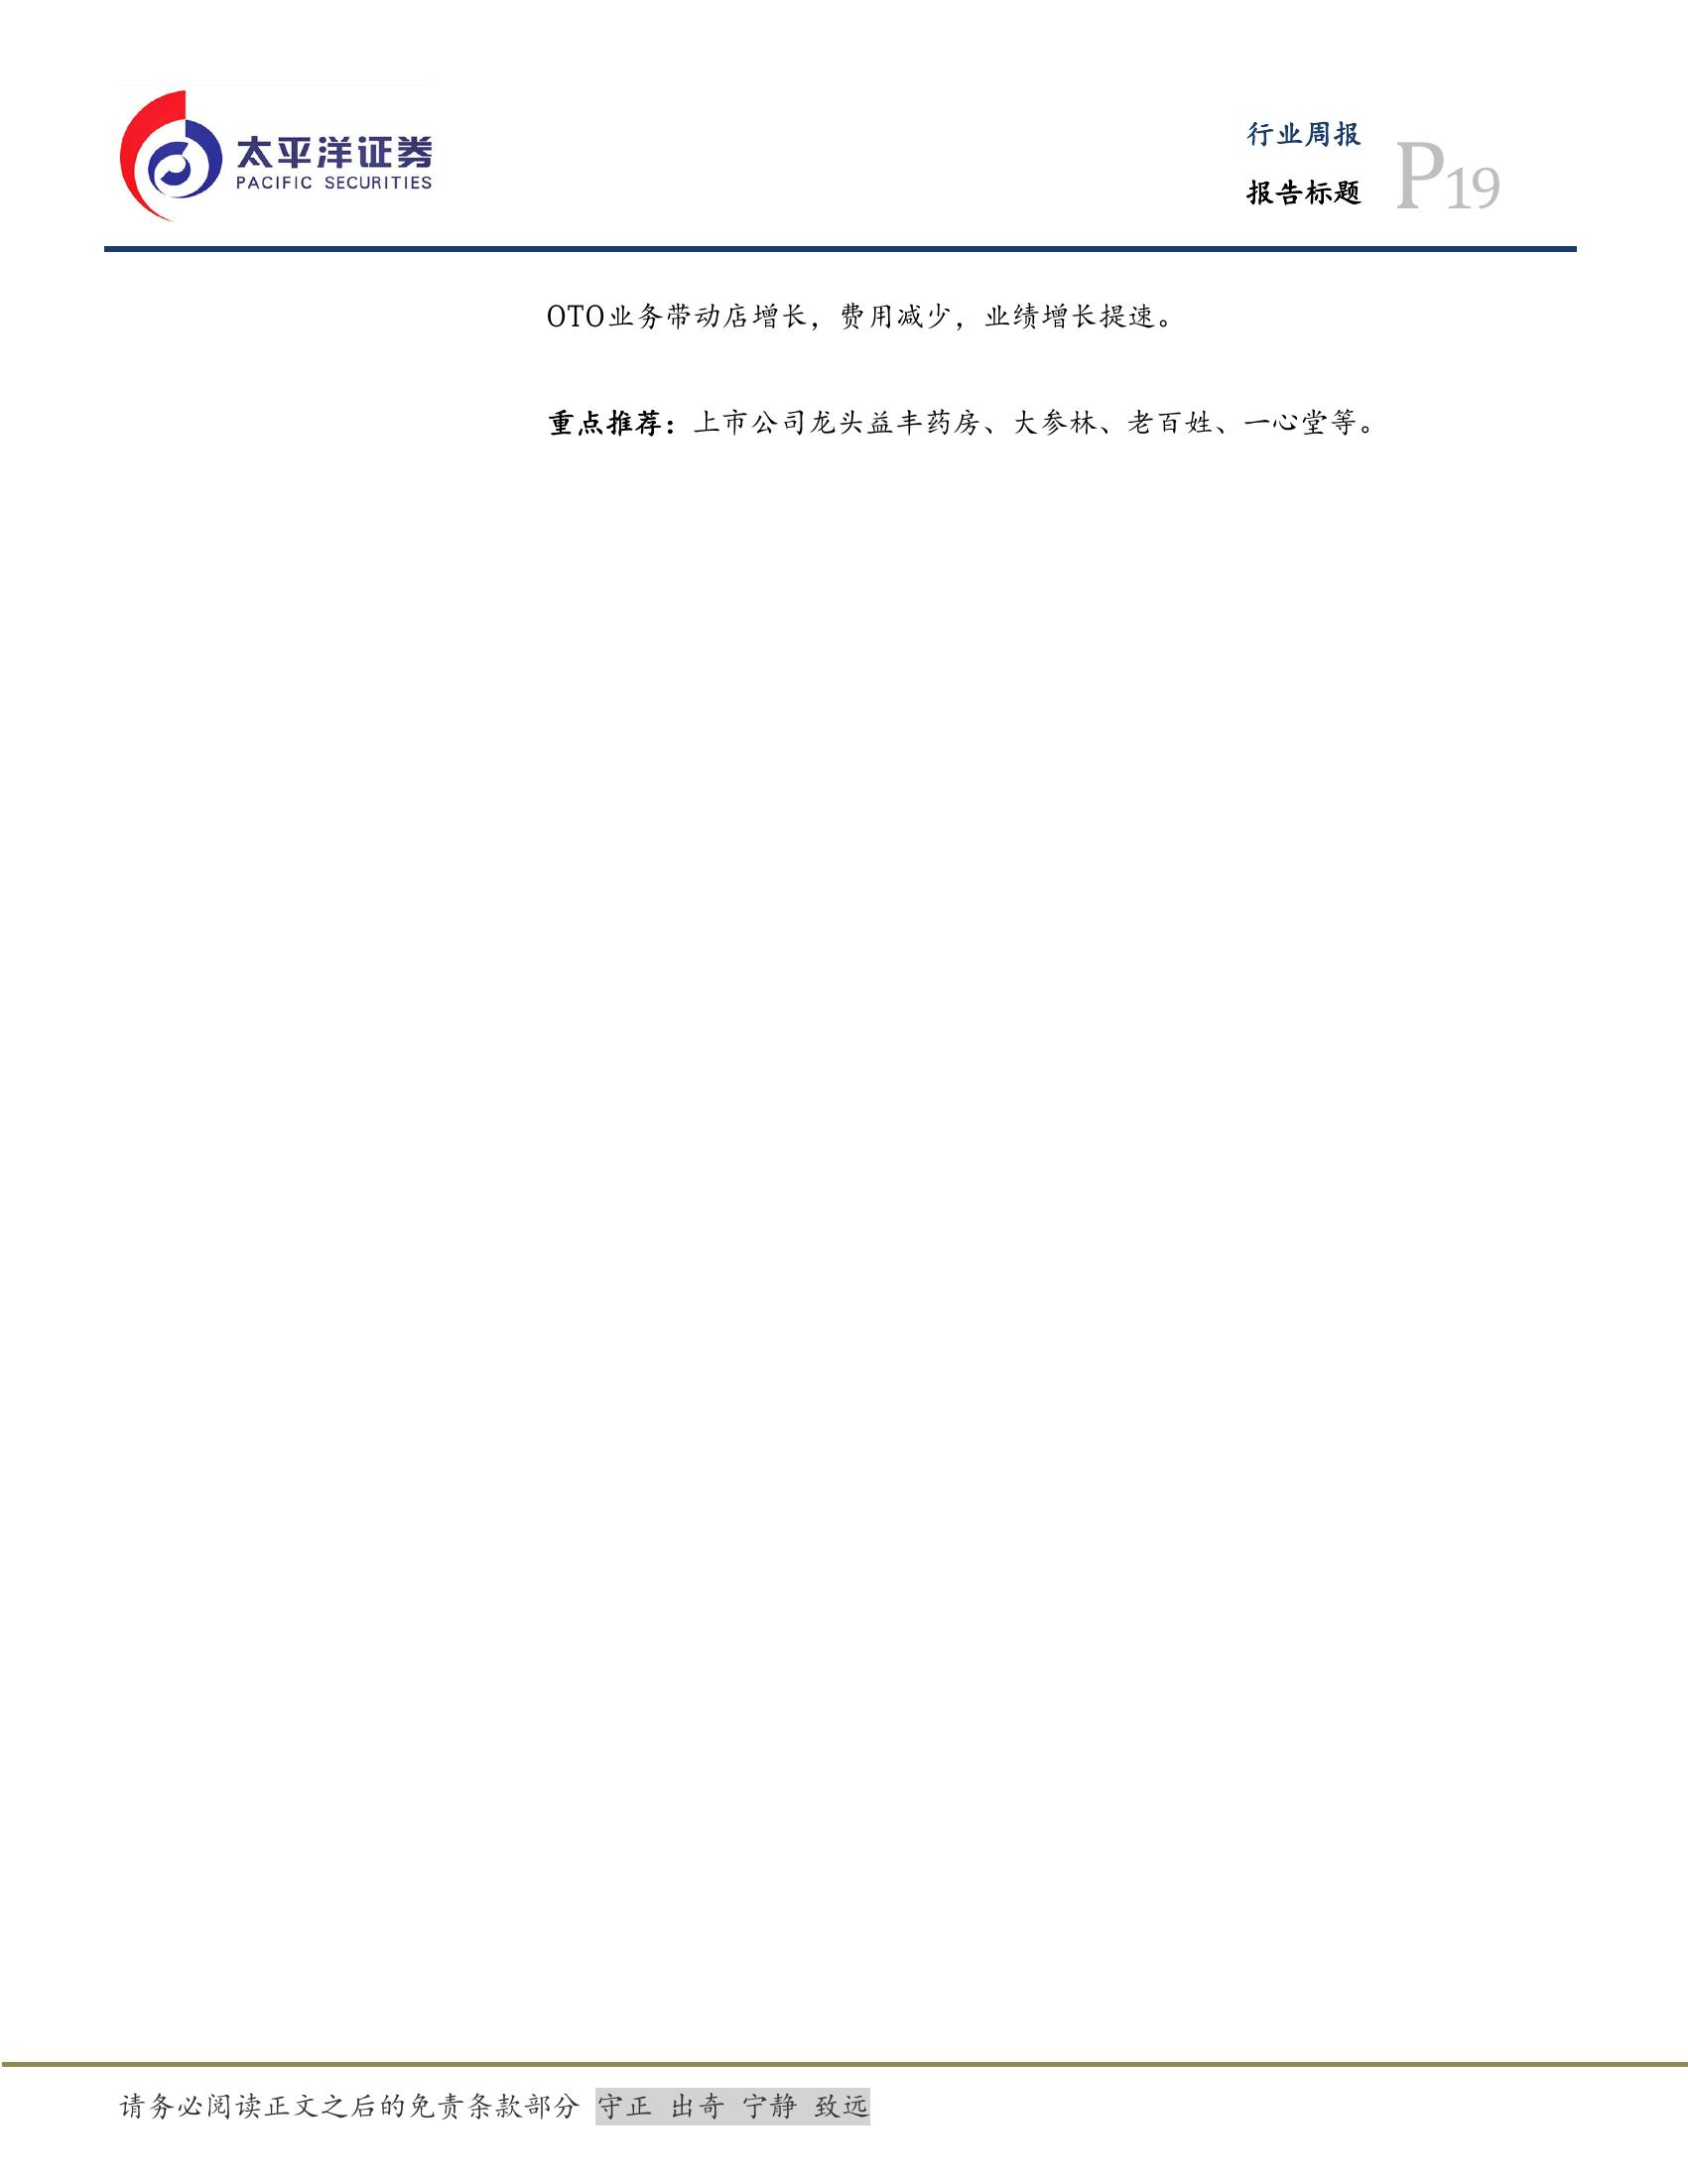 太平洋证券
PACIFIC SECURITIES
行业周报
报告标题
P19
OTO业务带动店增长，费用减少，业绩增长提速。
重点推荐：上市公司龙头益丰药房、大参林、老百姓、一心堂等。
请务必阅读正文之后的免责条款部分 守正 出奇 宁静 致远